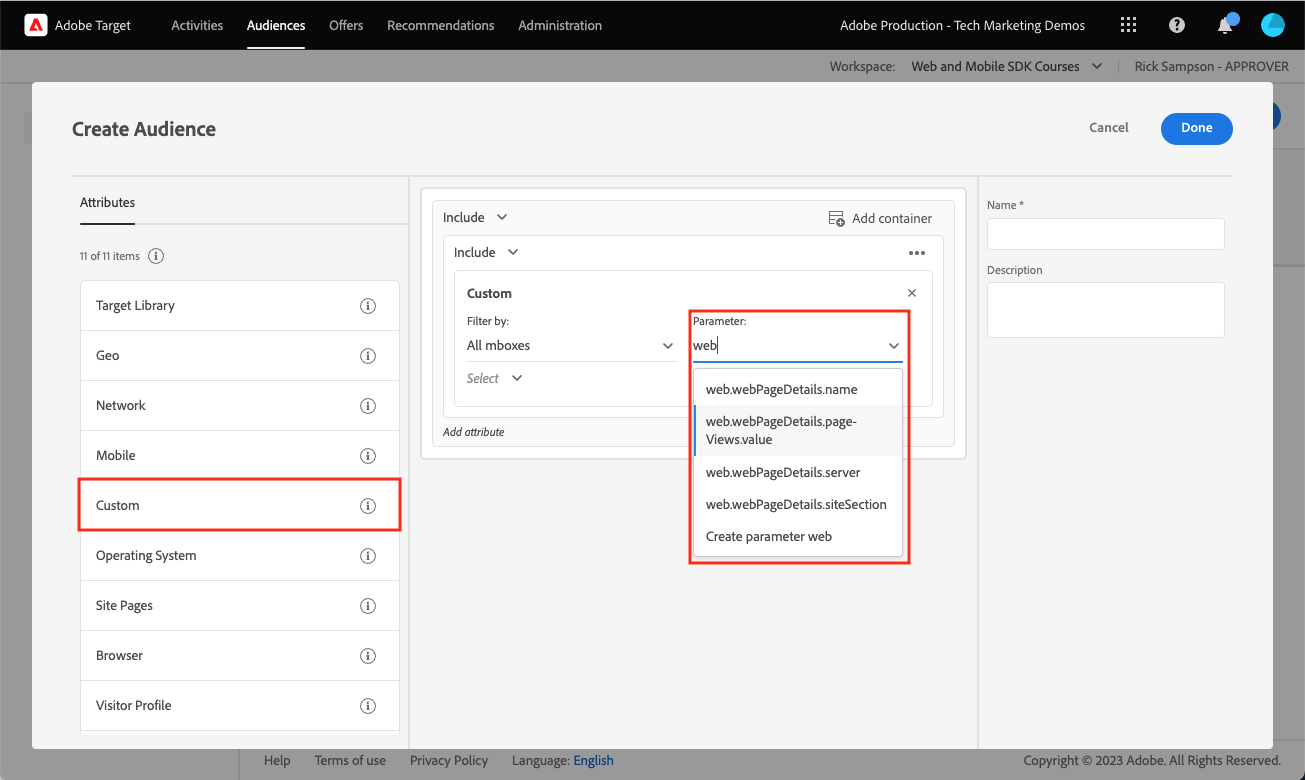 Adobe Target
Activities
Audiences
Offers
Recommendations
Administration
Adobe Production - Tech Marketing Demos
Workspace:
Web and Mobile SDK Courses
Rick Sampson - APPROVER
Create Audience
Cancel
Done
Attributes
11 of 11 items
Target Library
Geo
Network
Mobile
Custom
Operating System
Site Pages
Browser
Visitor Profile
Include
Add container
Include
Custom
Filter by:
All mboxes
Select
Parameter:
web
web.webPageDetails.name
web.webPageDetails.page-
Views.value
web.webPageDetails.server
web.webPageDetails.siteSection
Create parameter web
Add attribute
Name *
Description
Help
Terms of use
Privacy Policy
Language: English
Copyright © 2023 Adobe. All Rights Reserved.